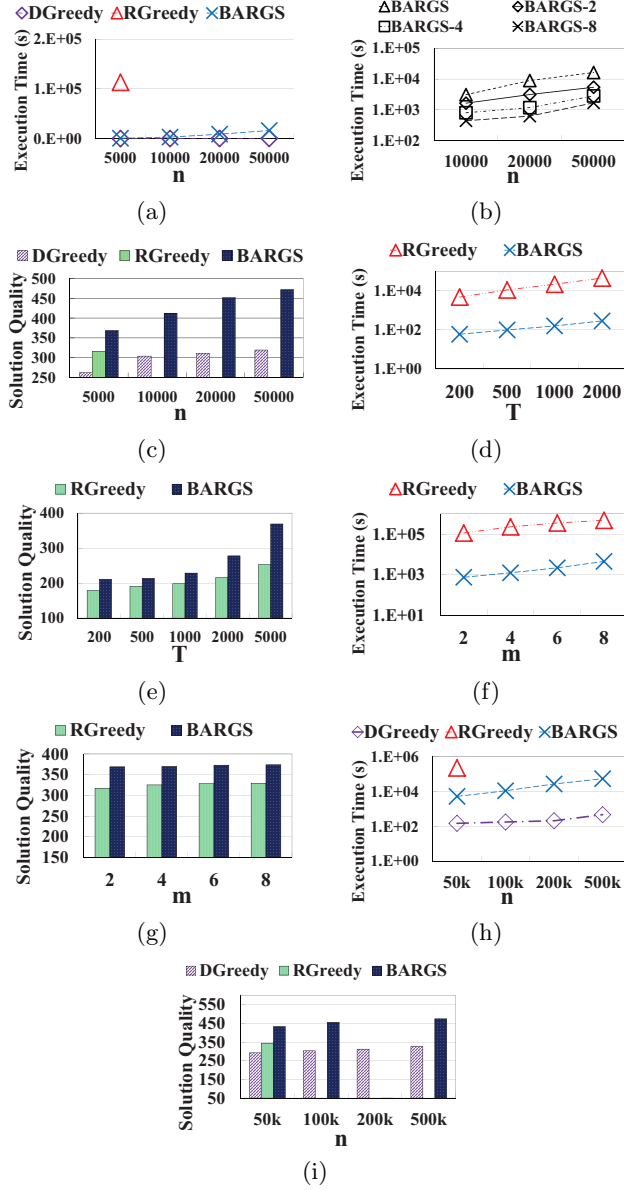 DGreedy RGreedy BARGS
Execution Time (s)
2.E+05
1.E+05
0.E+00
5000 10000 20000 50000
n
(a)
BARGS BARGS-2
BARGS-4 BARGS-8
Execution Time (s)
1.E+05
1.E+04
1.E+03
1.E+02
10000 20000 50000
n
(b)
DGreedy RGreedy BARGS
Solution Quality
500
450
400
350
300
250
5000 10000 20000 50000
n
(c)
RGreedy BARGS
Execution Time (s)
1.E+04
1.E+02
1.E+00
200 500 1000 2000
T
(d)
RGreedy BARGS
Solution Quality
400
300
200
100
200 500 1000 2000 5000
T
(e)
RGreedy BARGS
Execution Time (s)
1.E+05
1.E+03
1.E+01
2 4 6 8
m
(f)
RGreedy BARGS
Solution Quality
400
350
300
250
200
150
2 4 6 8
m
(g)
DGreedy RGreedy BARGS
Execution Time (s)
1.E+06
1.E+04
1.E+02
1.E+00
50k 100k 200k 500k
n
(h)
DGreedy RGreedy BARGS
Solution Quality
550
450
350
250
150
50
50k 100k 200k 500k
n
(i)